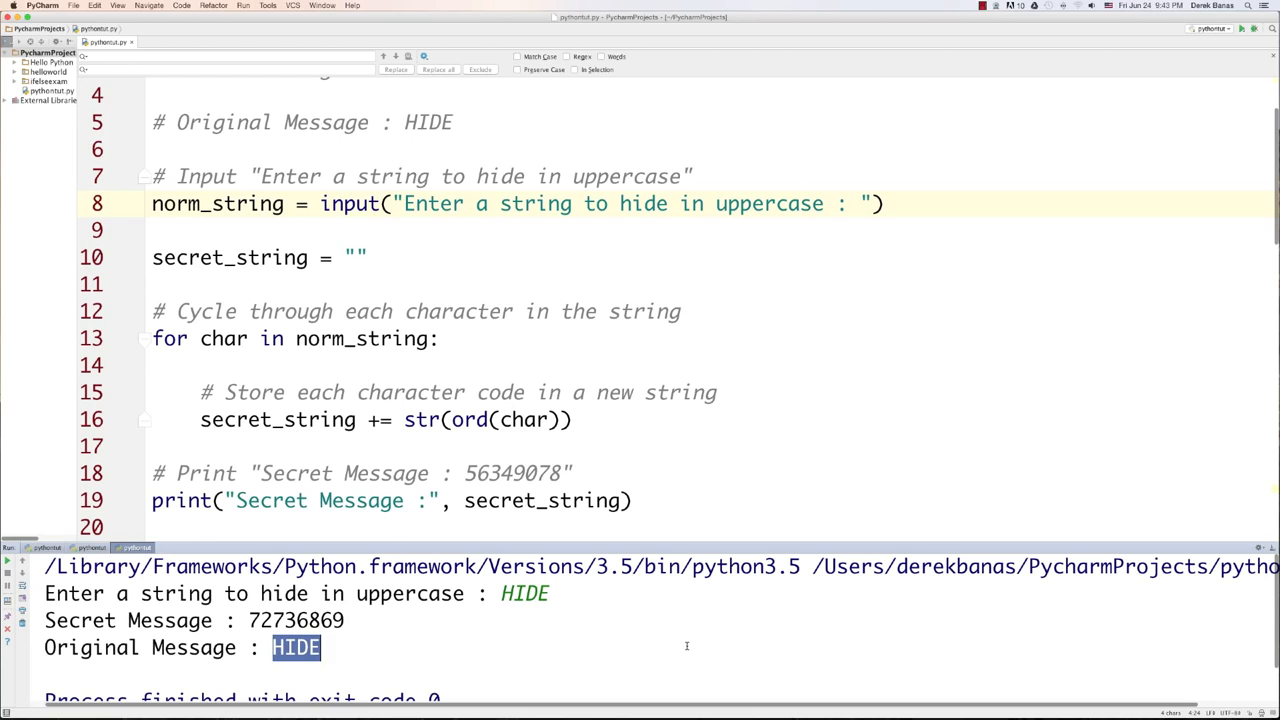 PyCharm File Edit View Navigate Code Refactor Run Tools VCS Window Help
Fri Jun 24 9:43 PM Derek Banas
pythontut.py - PycharmProjects - [~/PycharmProjects]
PycharmProjects pythontut.py
pythontut
pythontut.py
PycharmProject
Hello Python
helloworld
ifelseexam
pythontut.py
External Librarie
Match Case Regex Words
Replace Replace all Exclude Preserve Case In Selection
4
5 # Original Message : HIDE
6
7 # Input "Enter a string to hide in uppercase"
8 norm_string = input("Enter a string to hide in uppercase : ")
9
10 secret_string = ""
11
12 # Cycle through each character in the string
13 for char in norm_string:
14
15 # Store each character code in a new string
16 secret_string += str(ord(char))
17
18 # Print "Secret Message : 56349078"
19 print("Secret Message :", secret_string)
20
Run: pythontut pythontut pythontut
/Library/Frameworks/Python.framework/Versions/3.5/bin/python3.5 /Users/derekbanas/PycharmProjects/pytho
Enter a string to hide in uppercase : HIDE
Secret Message : 72736869
Original Message : HIDE
Process finished with exit code 0
4 chars 4:24 LF UTF-8